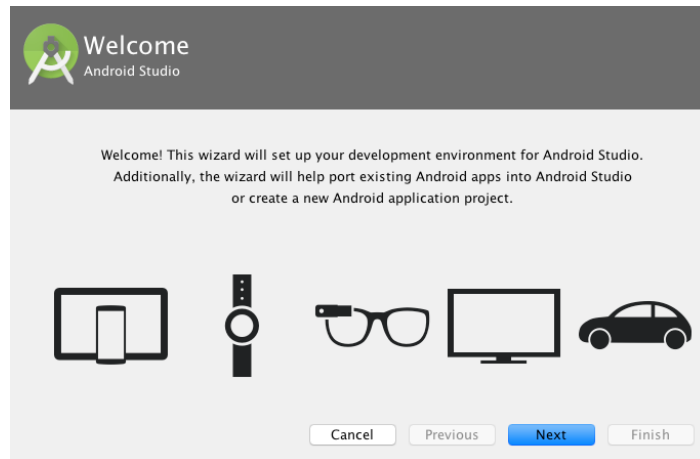 Welcome
Android Studio
Welcome! This wizard will set up your development environment for Android Studio.
Additionally, the wizard will help port existing Android apps into Android Studio
or create a new Android application project.
Cancel
Previous
Next
Finish